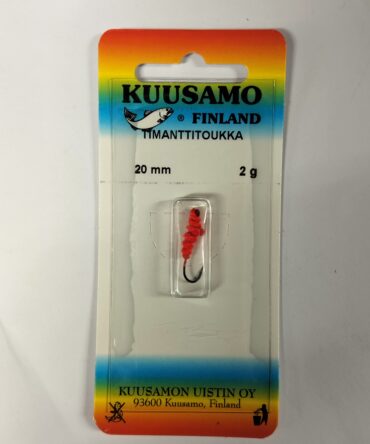 KUUSAMO
® FINLAND
TIMANTTITOUKKA
20 mm 2 g
KUUSAMON UISTIN OY
93600 Kuusamo, Finland